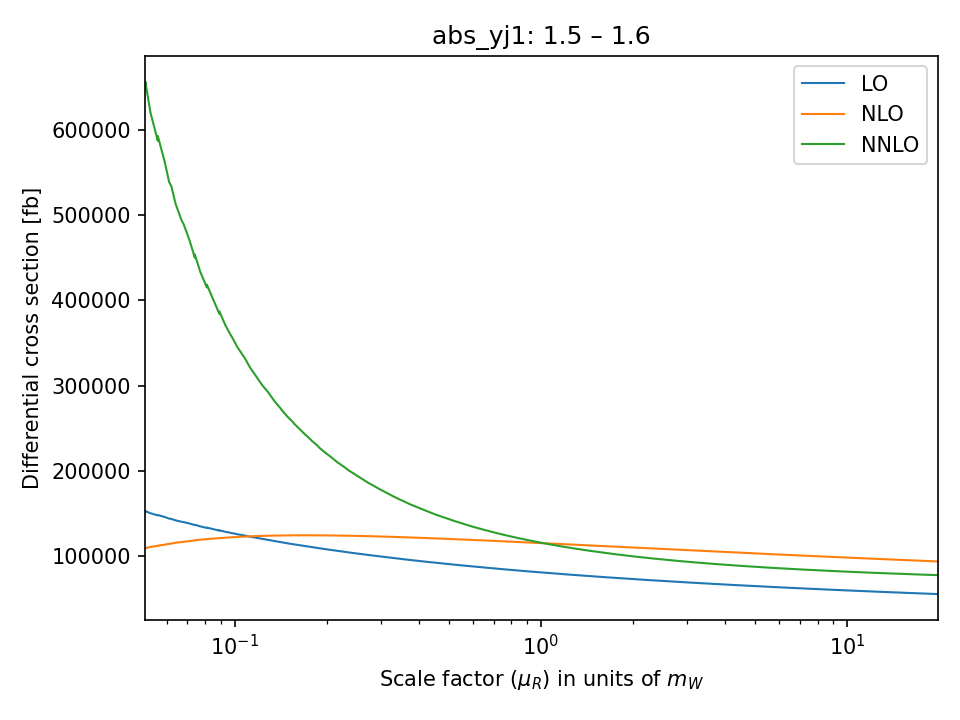 abs_yj1: 1.5 – 1.6
LO
NLO
NNLO
Differential cross section [fb]
600000
500000
400000
300000
200000
100000
10⁻¹
10⁰
10¹
Scale factor (μ_R) in units of m_W